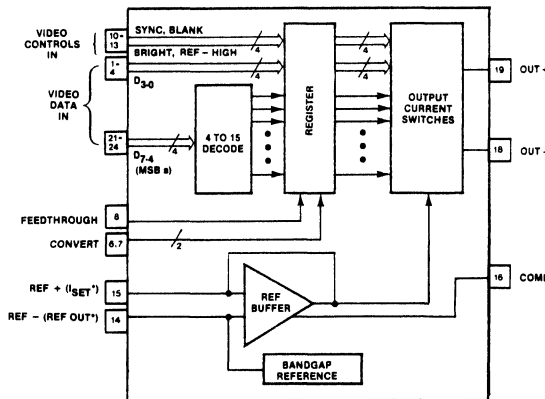 VIDEO
CONTROLS
IN
10-
13
SYNC, BLANK
BRIGHT, REF - HIGH
4
4
4
1-
4
D3-0
VIDEO
DATA
IN
21-
24
D7-4
(MSB s)
4
4 TO 15
DECODE
REGISTER
4
OUTPUT
CURRENT
SWITCHES
19
OUT
18
OUT -
FEEDTHROUGH
8
CONVERT
6,7
2
REF + (ISET*)
15
REF - (REF OUT*)
14
REF
BUFFER
BANDGAP
REFERENCE
16
COM